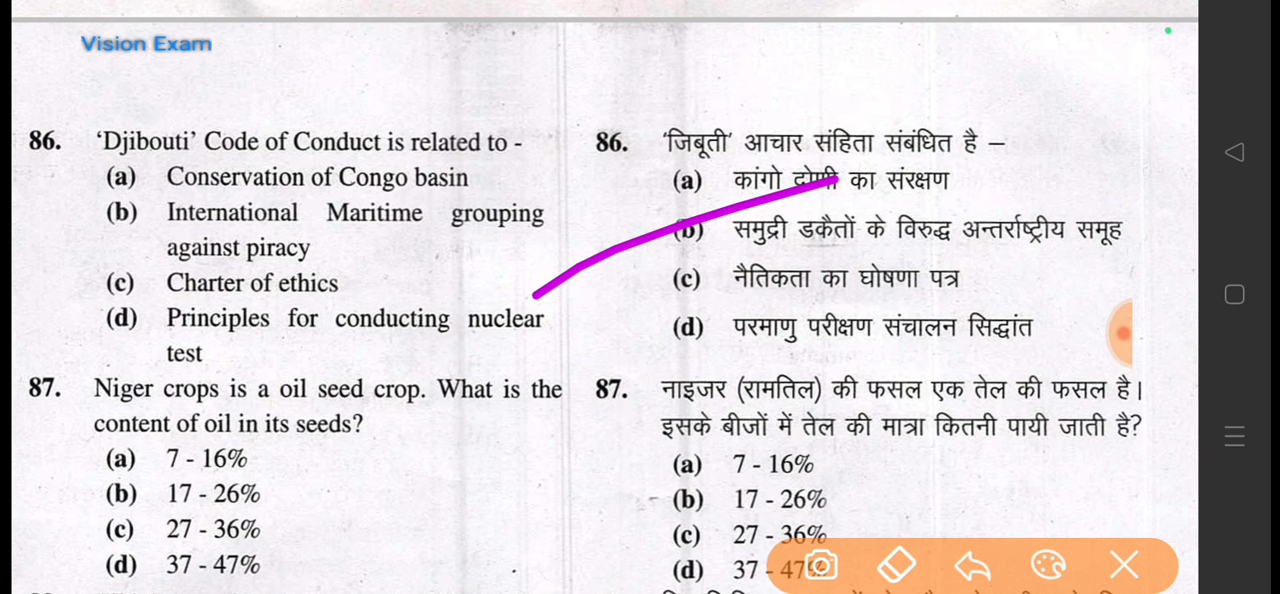 Vision Exam
86. ‘Djibouti’ Code of Conduct is related to -
(a) Conservation of Congo basin
(b) International Maritime grouping
against piracy
(c) Charter of ethics
(d) Principles for conducting nuclear
test
87. Niger crops is a oil seed crop. What is the
content of oil in its seeds?
(a) 7 - 16%
(b) 17 - 26%
(c) 27 - 36%
(d) 37 - 47%
86. ‘जिबूती’ आचार संहिता संबंधित है –
(a) कांगो द्रोणी का संरक्षण
(b) समुद्री डकैतों के विरुद्ध अन्तर्राष्ट्रीय समूह
(c) नैतिकता का घोषणा पत्र
(d) परमाणु परीक्षण संचालन सिद्धांत
87. नाइजर (रामतिल) की फसल एक तेल की फसल है।
इसके बीजों में तेल की मात्रा कितनी पायी जाती है?
(a) 7 - 16%
(b) 17 - 26%
(c) 27 - 36%
(d) 37 - 47%